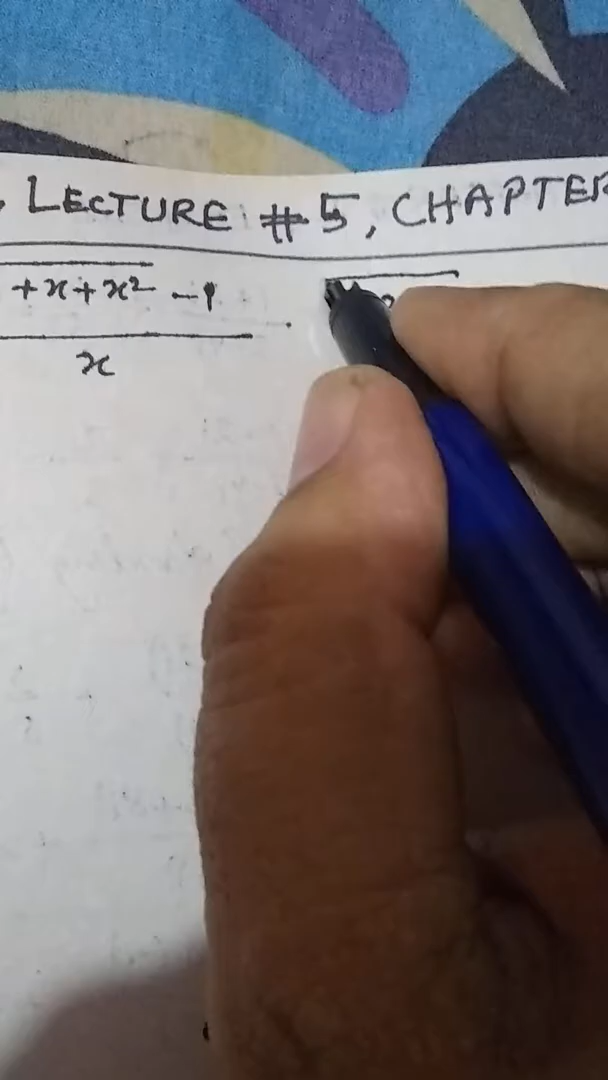 LECTURE #5, CHAPTER
+x+x² -1
x